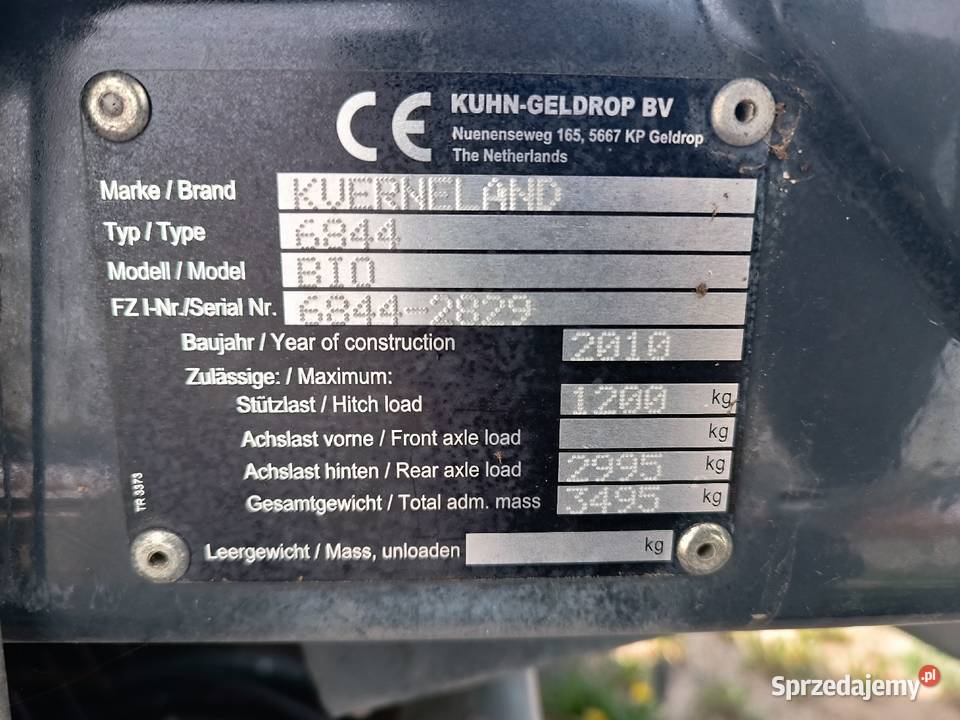 CE KUHN-GELDROP BV
Nuenenseweg 165, 5667 KP Geldrop
The Netherlands
Marke / Brand KVERNELAND
Typ / Type 6844
Modell / Model BIO
FZ I-Nr./Serial Nr. 6844-2829
Baujahr / Year of construction 2010
Zulässige: / Maximum:
Stützlast / Hitch load 1200 kg
Achslast vorne / Front axle load kg
Achslast hinten / Rear axle load 2995 kg
Gesamtgewicht / Total adm. mass 3495 kg
Leergewicht / Mass, unloaden kg
TR 3373
Sprzedajemy.pl